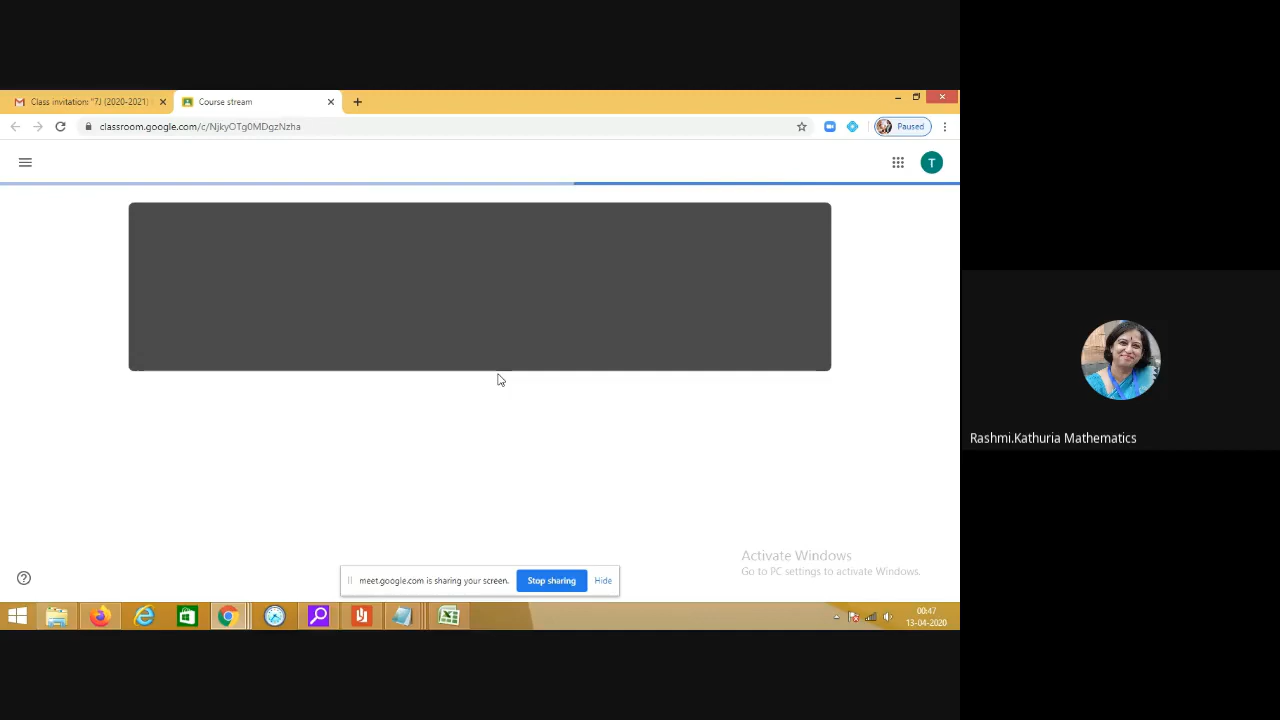 Class invitation: "7J (2020-2021)
Course stream
classroom.google.com/c/NjkyOTg0MDgzNzha
Paused
T
Rashmi.Kathuria Mathematics
Activate Windows
Go to PC settings to activate Windows.
meet.google.com is sharing your screen.
Stop sharing
Hide
00:47
13-04-2020